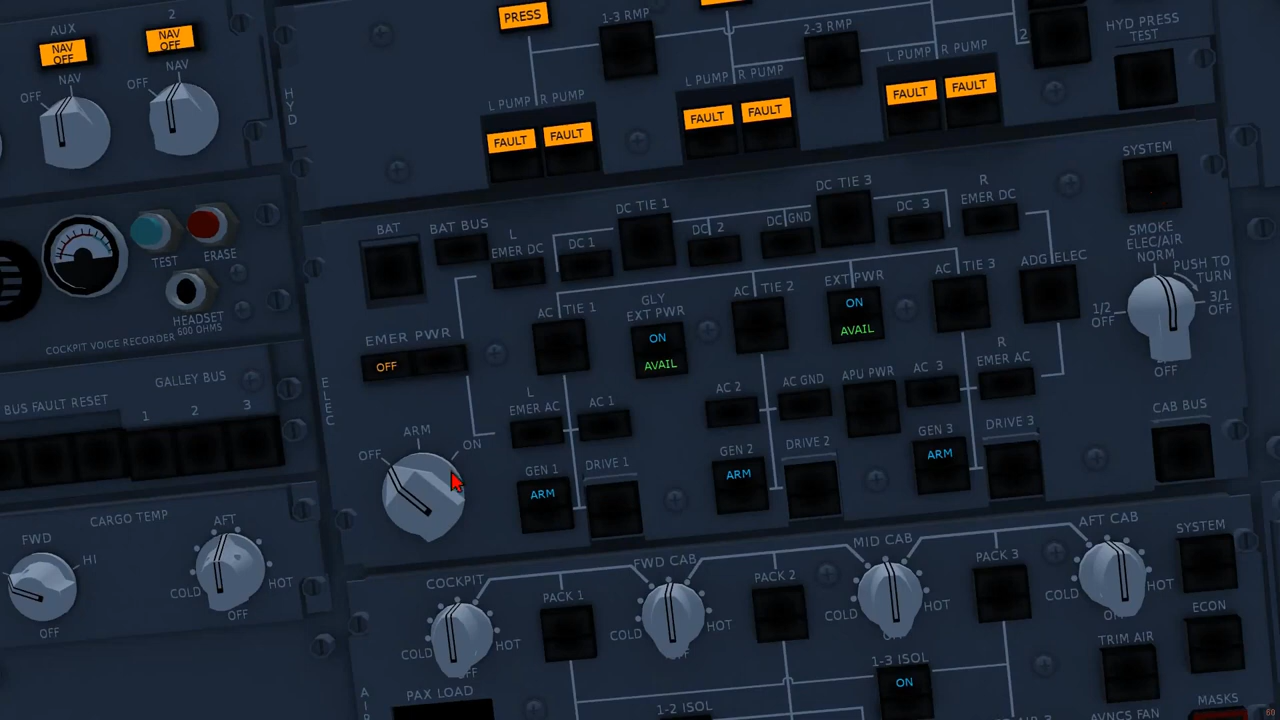 AUX
2
NAV
OFF
NAV
OFF
OFF
NAV
OFF
NAV
HYD
PRESS
1-3 RMP
2-3 RMP
2
HYD PRESS
TEST
L PUMP
R PUMP
L PUMP
R PUMP
L PUMP
R PUMP
FAULT
FAULT
FAULT
FAULT
FAULT
FAULT
TEST
ERASE
HEADSET
600 OHMS
COCKPIT VOICE RECORDER
GALLEY BUS
BUS FAULT RESET
1
2
3
CARGO TEMP
FWD
HI
OFF
AFT
COLD
HOT
OFF
ELEC
BAT
BAT BUS
L
EMER DC
DC 1
DC TIE 1
DC 2
DC GND
DC TIE 3
DC 3
R
EMER DC
SYSTEM
EMER PWR
OFF
AC TIE 1
GLY
EXT PWR
ON
AVAIL
AC TIE 2
EXT PWR
ON
AVAIL
AC TIE 3
ADG ELEC
SMOKE
ELEC/AIR
NORM
PUSH TO
TURN
1/2
OFF
3/1
OFF
OFF
ARM
OFF
ON
L
EMER AC
AC 1
AC 2
AC GND
APU PWR
AC 3
R
EMER AC
GEN 1
ARM
DRIVE 1
GEN 2
ARM
DRIVE 2
GEN 3
ARM
DRIVE 3
CAB BUS
COCKPIT
COLD
HOT
PACK 1
FWD CAB
COLD
HOT
PACK 2
MID CAB
COLD
HOT
PACK 3
AFT CAB
COLD
HOT
SYSTEM
ECON
PAX LOAD
1-2 ISOL
1-3 ISOL
ON
TRIM AIR
AVNCS FAN
MASKS
60